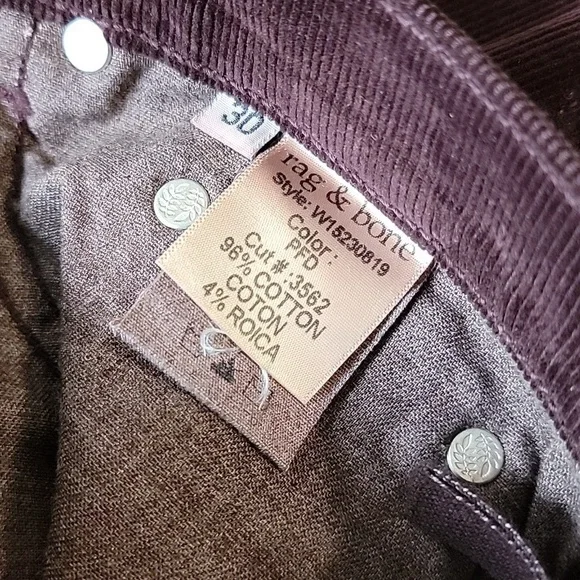 30
rag & bone
Style: W15230819
Color:
PFD
Cut #:3562
96% COTTON
COTON
4% ROICA